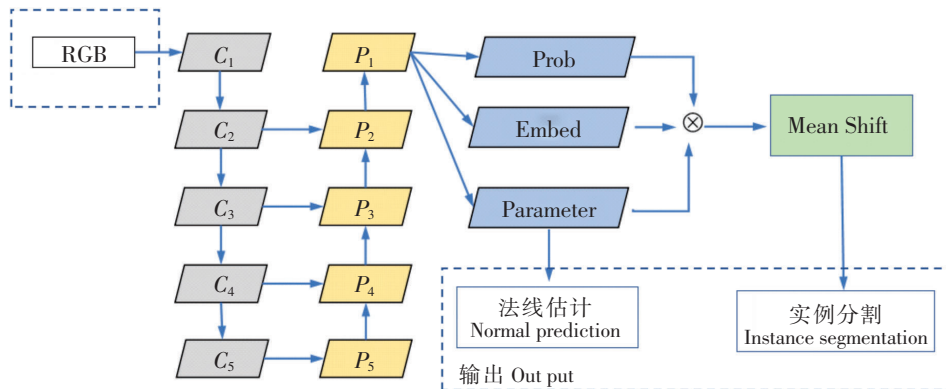 RGB
C₁
P₁
Prob
C₂
P₂
Embed
⊗
Mean Shift
C₃
P₃
Parameter
C₄
P₄
法线估计
Normal prediction
实例分割
Instance segmentation
C₅
P₅
输出 Out put